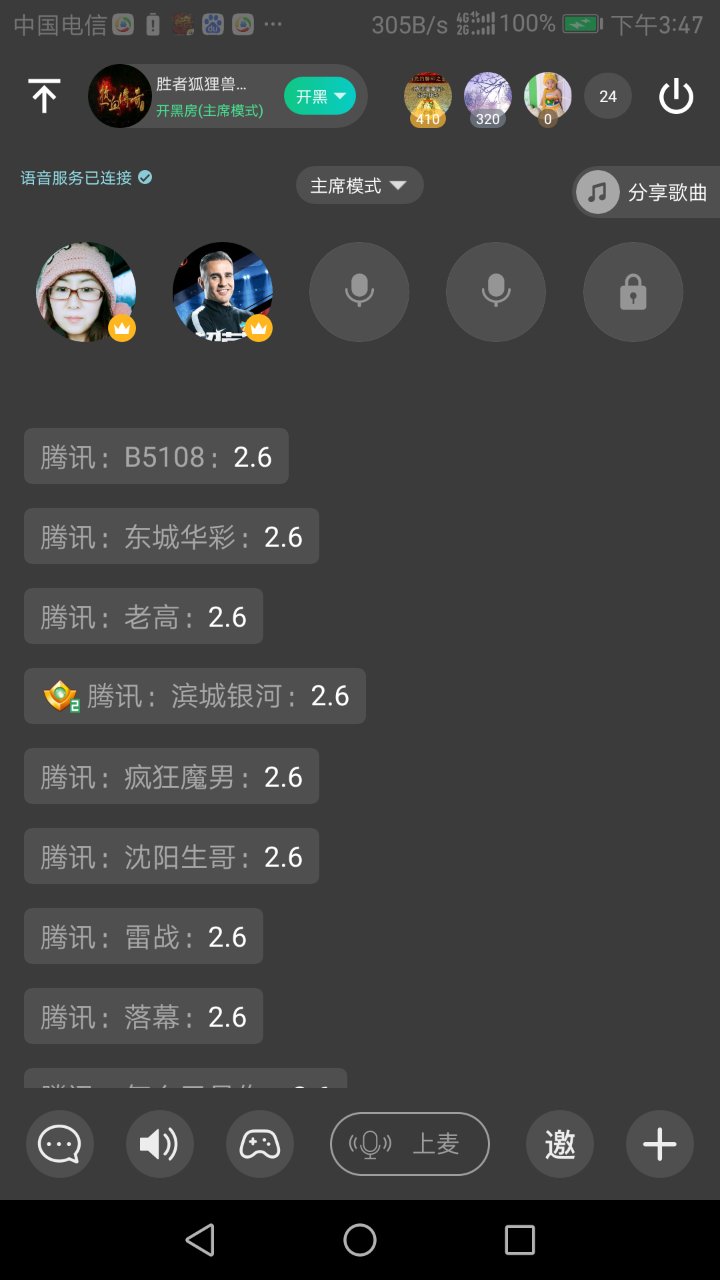 中国电信 ... 305B/s 4G 2G 100% 下午3:47
热血传奇
胜者狐狸兽...
开黑房(主席模式)
开黑
410
320
0
24
语音服务已连接
主席模式
分享歌曲
腾讯：B5108：2.6
腾讯：东城华彩：2.6
腾讯：老高：2.6
2 腾讯：滨城银河：2.6
腾讯：疯狂魔男：2.6
腾讯：沈阳生哥：2.6
腾讯：雷战：2.6
腾讯：落幕：2.6
上麦
邀